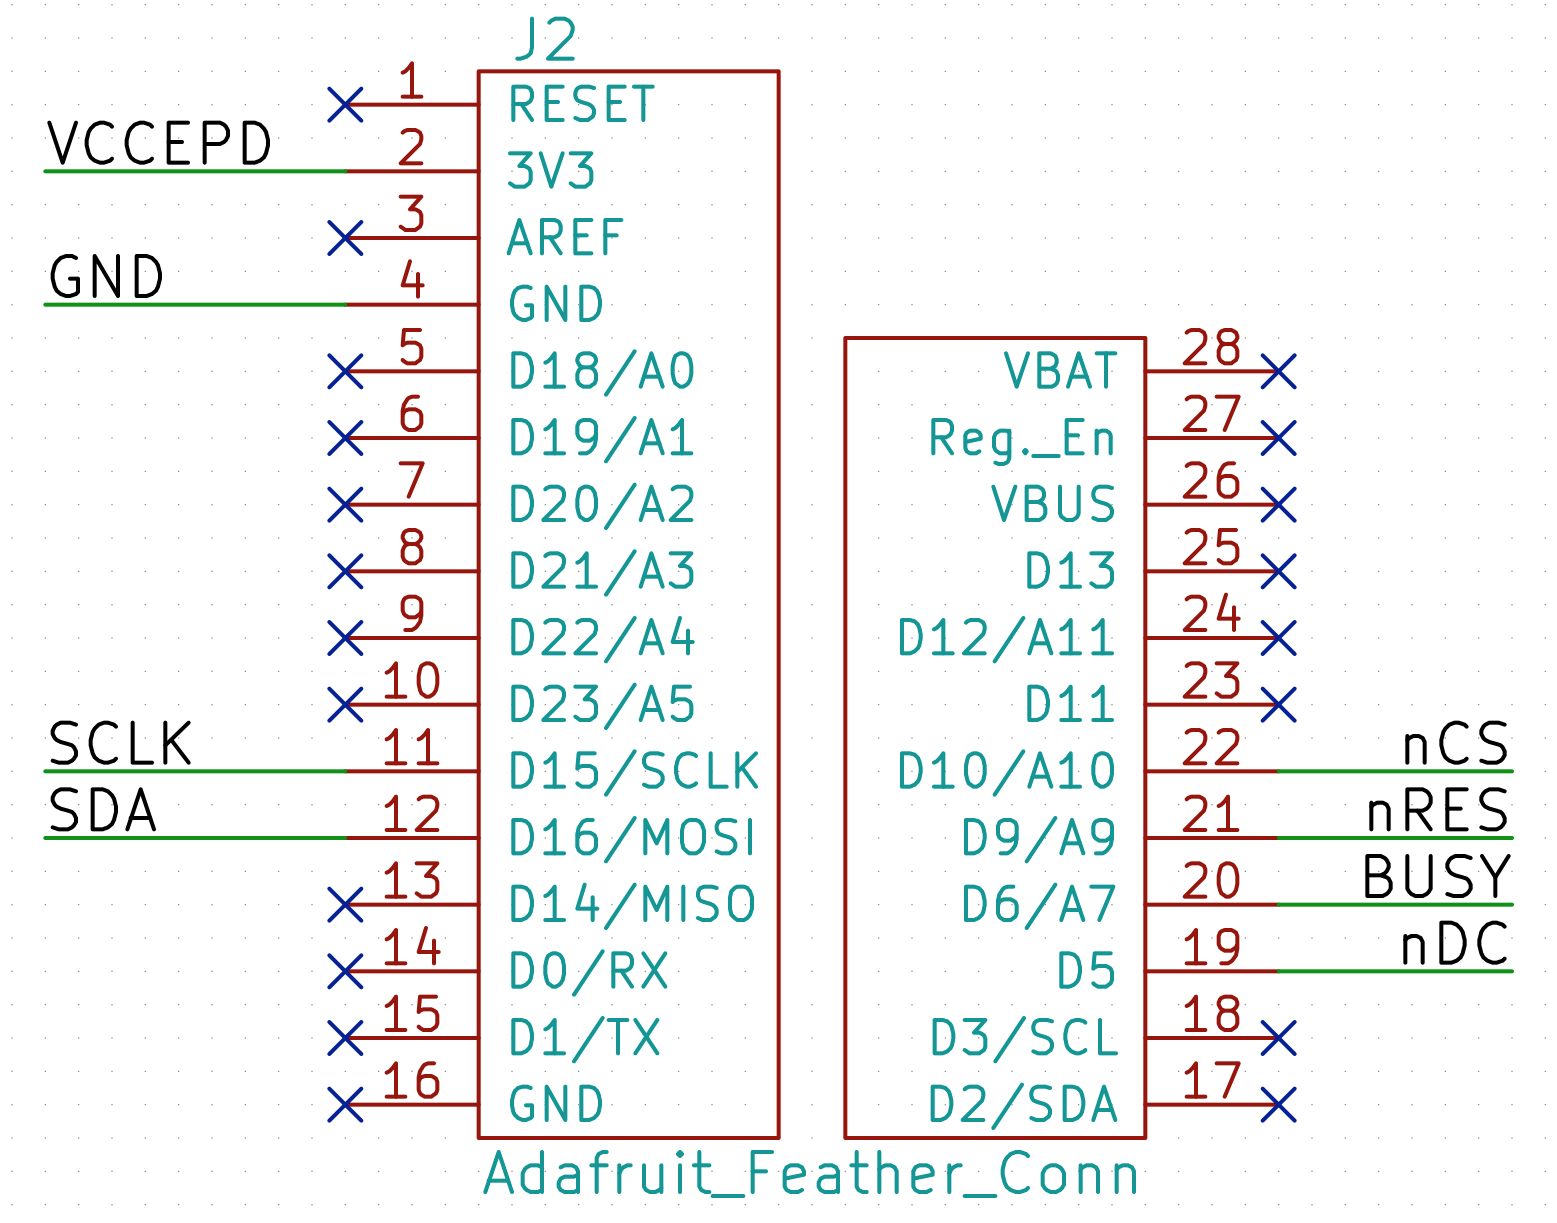 J2
1 RESET
VCCEPD 2 3V3
3 AREF
GND 4 GND
5 D18/A0
6 D19/A1
7 D20/A2
8 D21/A3
9 D22/A4
10 D23/A5
SCLK 11 D15/SCLK
SDA 12 D16/MOSI
13 D14/MISO
14 D0/RX
15 D1/TX
16 GND
VBAT 28
Reg._En 27
VBUS 26
D13 25
D12/A11 24
D11 23
D10/A10 22 nCS
D9/A9 21 nRES
D6/A7 20 BUSY
D5 19 nDC
D3/SCL 18
D2/SDA 17
Adafruit_Feather_Conn